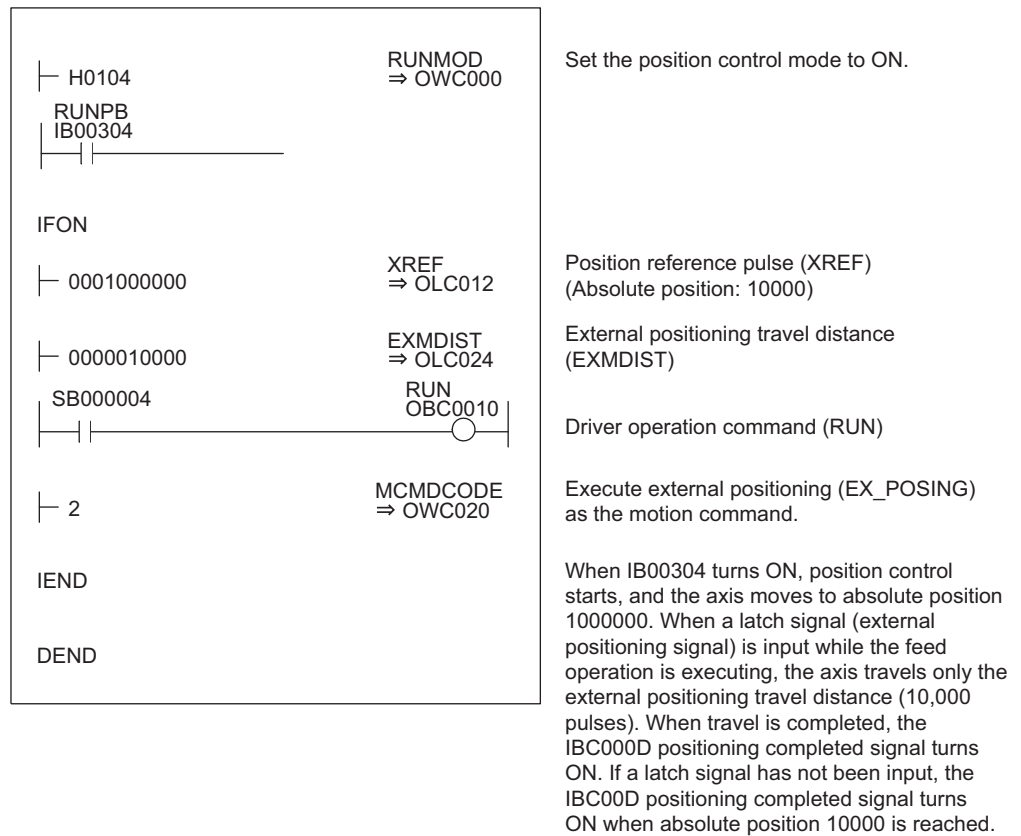 RUNMOD
H0104 ⇒ OWC000
Set the position control mode to ON.
RUNPB
IB00304
IFON
XREF
0001000000 ⇒ OLC012
Position reference pulse (XREF)
(Absolute position: 10000)
EXMDIST
0000010000 ⇒ OLC024
External positioning travel distance
(EXMDIST)
SB000004 RUN
OBC0010
Driver operation command (RUN)
MCMDCODE
2 ⇒ OWC020
Execute external positioning (EX_POSING)
as the motion command.
IEND
DEND
When IB00304 turns ON, position control
starts, and the axis moves to absolute position
1000000. When a latch signal (external
positioning signal) is input while the feed
operation is executing, the axis travels only the
external positioning travel distance (10,000
pulses). When travel is completed, the
IBC000D positioning completed signal turns
ON. If a latch signal has not been input, the
IBC00D positioning completed signal turns
ON when absolute position 10000 is reached.